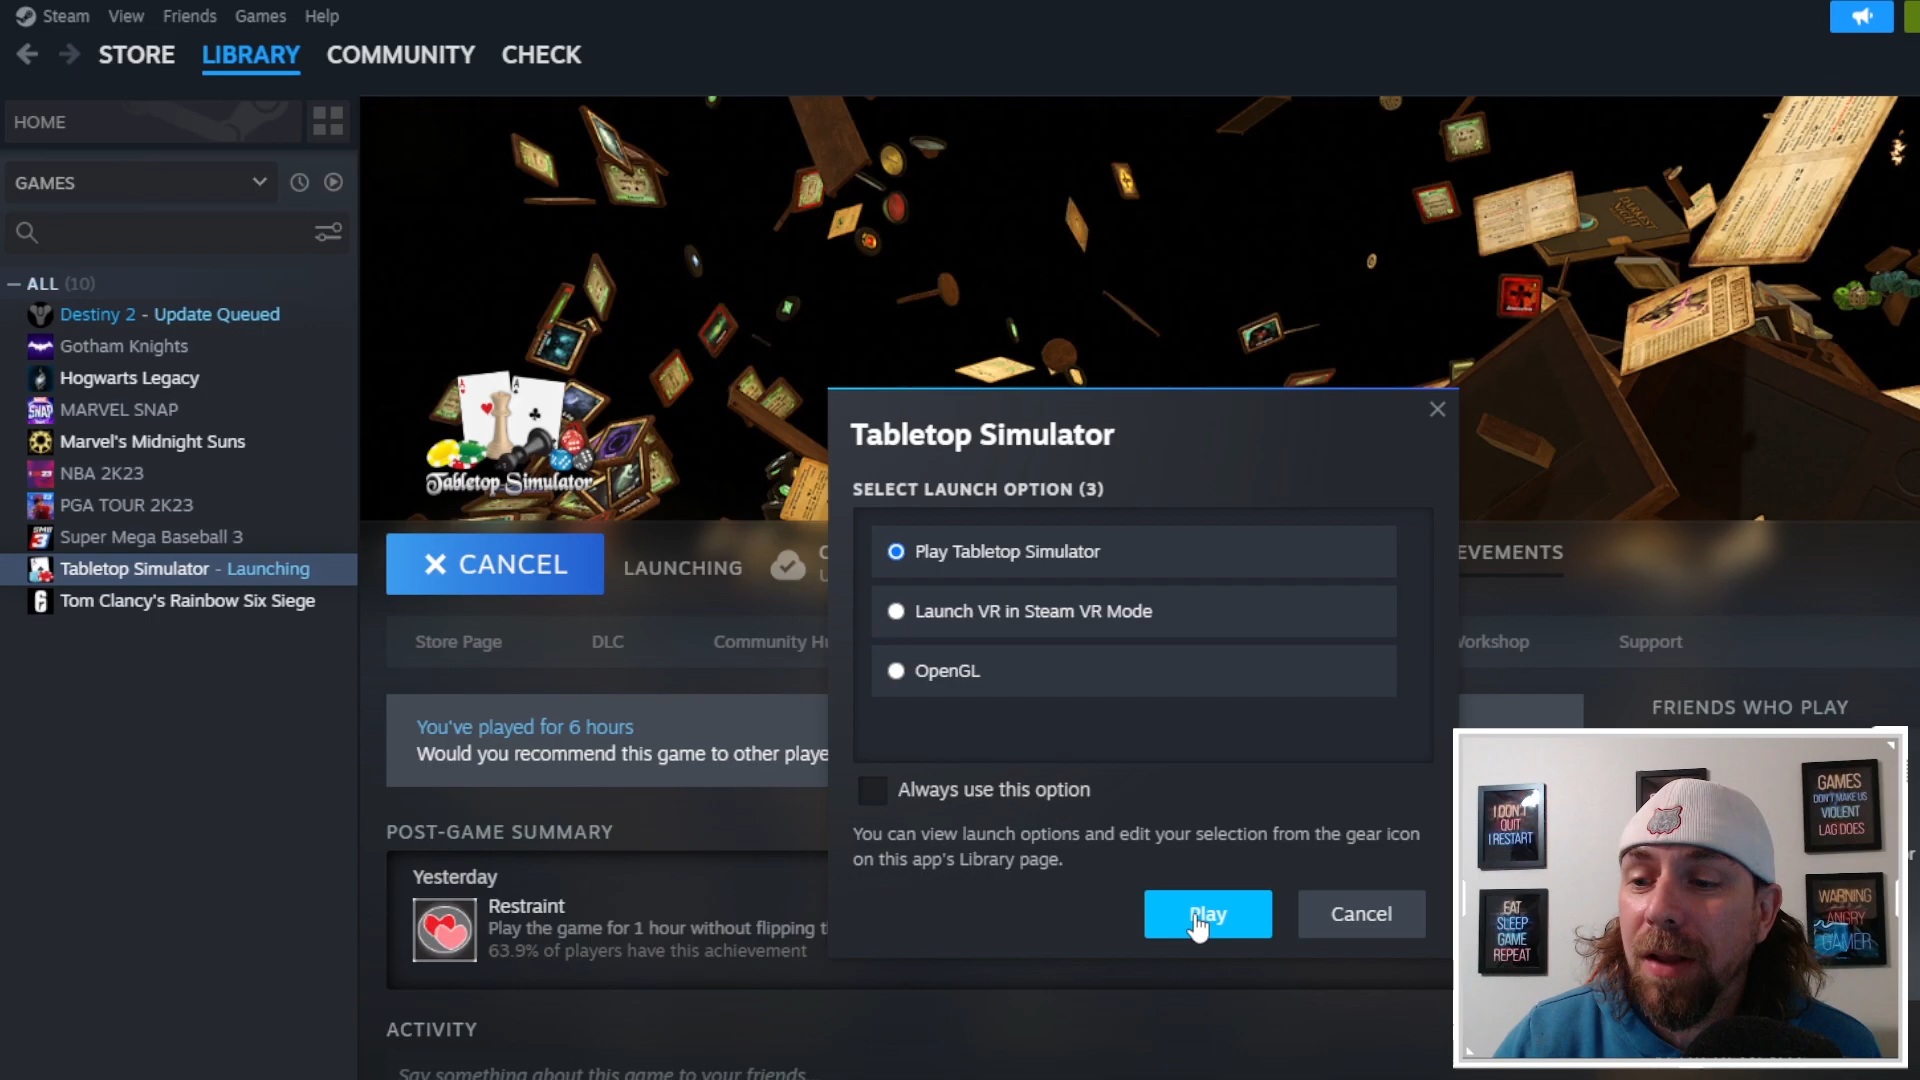 Steam View Friends Games Help
STORE LIBRARY COMMUNITY CHECK
HOME
GAMES
ALL (10)
Destiny 2 - Update Queued
Gotham Knights
Hogwarts Legacy
MARVEL SNAP
Marvel's Midnight Suns
NBA 2K23
PGA TOUR 2K23
Super Mega Baseball 3
Tabletop Simulator - Launching
Tom Clancy's Rainbow Six Siege
Tabletop Simulator
CANCEL LAUNCHING
EVEMENTS
Store Page DLC Community Hu
Workshop Support
You've played for 6 hours
Would you recommend this game to other playe
POST-GAME SUMMARY
Yesterday
Restraint
Play the game for 1 hour without flipping t
63.9% of players have this achievement
ACTIVITY
Say something about this game to your friends
FRIENDS WHO PLAY
Tabletop Simulator
SELECT LAUNCH OPTION (3)
Play Tabletop Simulator
Launch VR in Steam VR Mode
OpenGL
Always use this option
You can view launch options and edit your selection from the gear icon
on this app's Library page.
Play Cancel
I DON'T
QUIT
I RESTART
EAT
SLEEP
GAME
REPEAT
GAMES
DON'T MAKE US
VIOLENT
LAG DOES
WARNING
ANGRY
GAMER